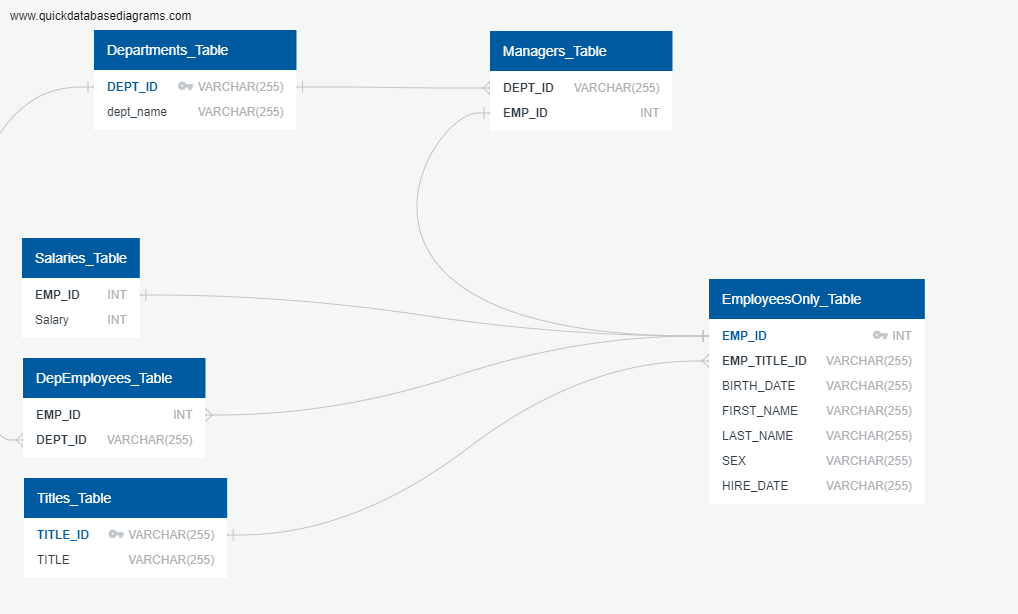 www.quickdatabasediagrams.com
Departments_Table
DEPT_ID VARCHAR(255)
dept_name VARCHAR(255)
Managers_Table
DEPT_ID VARCHAR(255)
EMP_ID INT
Salaries_Table
EMP_ID INT
Salary INT
DepEmployees_Table
EMP_ID INT
DEPT_ID VARCHAR(255)
Titles_Table
TITLE_ID VARCHAR(255)
TITLE VARCHAR(255)
EmployeesOnly_Table
EMP_ID INT
EMP_TITLE_ID VARCHAR(255)
BIRTH_DATE VARCHAR(255)
FIRST_NAME VARCHAR(255)
LAST_NAME VARCHAR(255)
SEX VARCHAR(255)
HIRE_DATE VARCHAR(255)